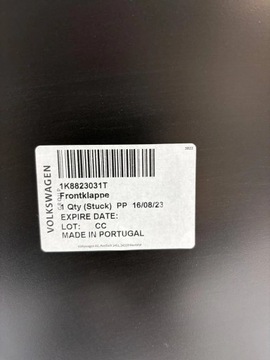 VOLKSWAGEN
1K8823031T
Frontklappe
1 Qty (Stuck) PP 16/08/23
EXPIRE DATE:
LOT: CC
MADE IN PORTUGAL